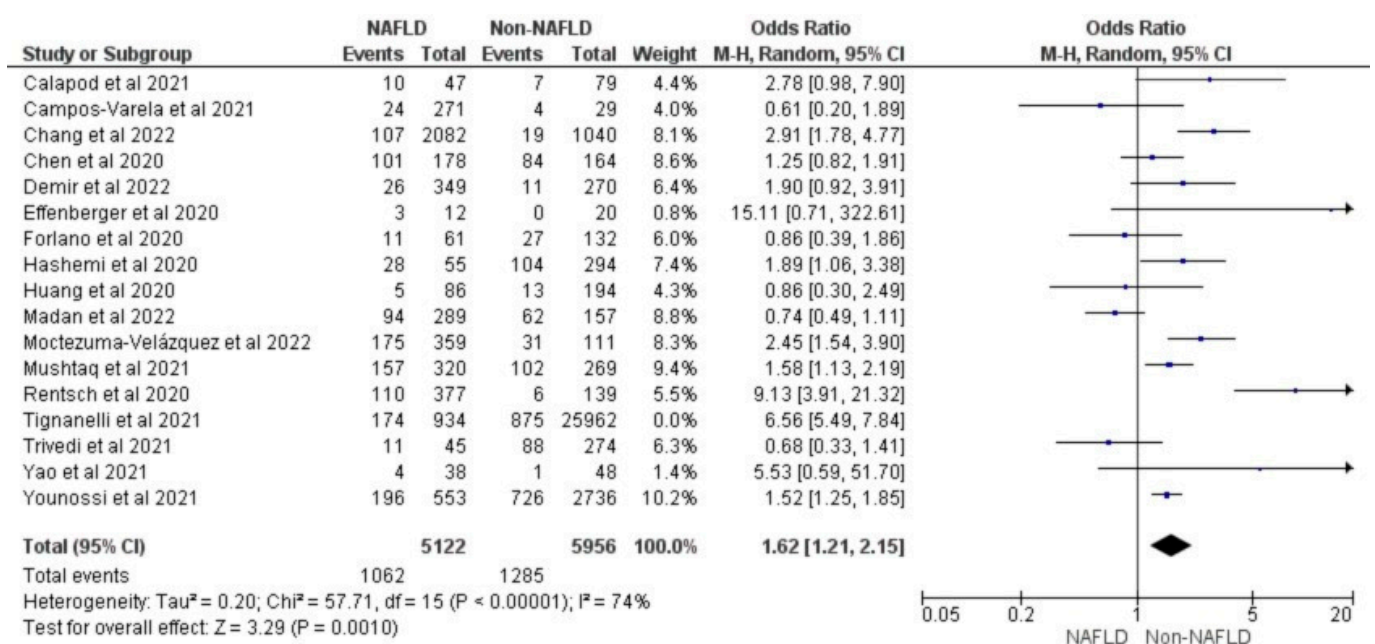 NAFLD Non-NAFLD Odds Ratio Odds Ratio
Study or Subgroup Events Total Events Total Weight M-H, Random, 95% CI M-H, Random, 95% CI
Calapod et al 2021 10 47 7 79 4.4% 2.78 [0.98, 7.90]
Campos-Varela et al 2021 24 271 4 29 4.0% 0.61 [0.20, 1.89]
Chang et al 2022 107 2082 19 1040 8.1% 2.91 [1.78, 4.77]
Chen et al 2020 101 178 84 164 8.6% 1.25 [0.82, 1.91]
Demir et al 2022 26 349 11 270 6.4% 1.90 [0.92, 3.91]
Effenberger et al 2020 3 12 0 20 0.8% 15.11 [0.71, 322.61]
Forlano et al 2020 11 61 27 132 6.0% 0.86 [0.39, 1.86]
Hashemi et al 2020 28 55 104 294 7.4% 1.89 [1.06, 3.38]
Huang et al 2020 5 86 13 194 4.3% 0.86 [0.30, 2.49]
Madan et al 2022 94 289 62 157 8.8% 0.74 [0.49, 1.11]
Moctezuma-Velázquez et al 2022 175 359 31 111 8.3% 2.45 [1.54, 3.90]
Mushtaq et al 2021 157 320 102 269 9.4% 1.58 [1.13, 2.19]
Rentsch et al 2020 110 377 6 139 5.5% 9.13 [3.91, 21.32]
Tignanelli et al 2021 174 934 875 25962 0.0% 6.56 [5.49, 7.84]
Trivedi et al 2021 11 45 88 274 6.3% 0.68 [0.33, 1.41]
Yao et al 2021 4 38 1 48 1.4% 5.53 [0.59, 51.70]
Younossi et al 2021 196 553 726 2736 10.2% 1.52 [1.25, 1.85]
Total (95% CI) 5122 5956 100.0% 1.62 [1.21, 2.15]
Total events 1062 1285
Heterogeneity: Tau² = 0.20; Chi² = 57.71, df = 15 (P < 0.00001); I² = 74%
Test for overall effect: Z = 3.29 (P = 0.0010)
0.05 0.2 1 5 20
NAFLD Non-NAFLD